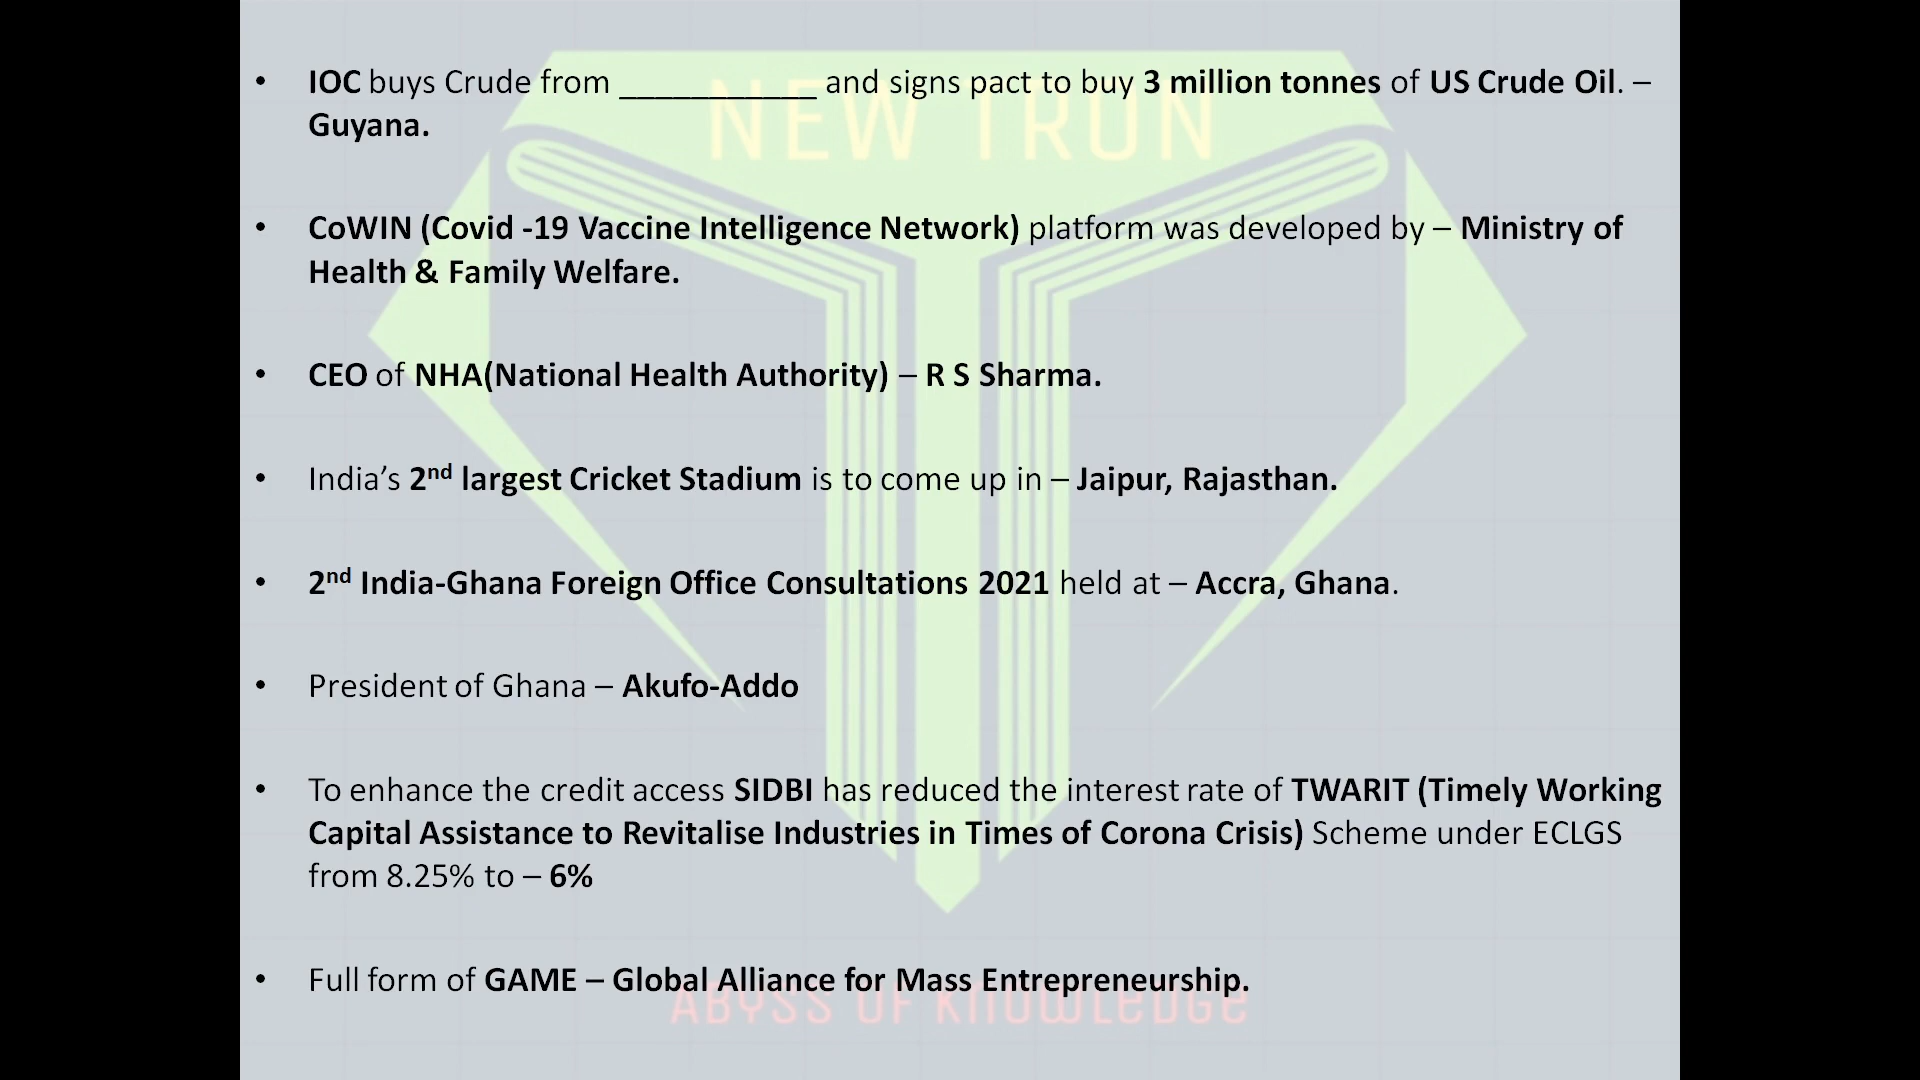 NEW TRON
• IOC buys Crude from ___________ and signs pact to buy 3 million tonnes of US Crude Oil. –
Guyana.
• CoWIN (Covid -19 Vaccine Intelligence Network) platform was developed by – Ministry of
Health & Family Welfare.
• CEO of NHA(National Health Authority) – R S Sharma.
• India’s 2nd largest Cricket Stadium is to come up in – Jaipur, Rajasthan.
• 2nd India-Ghana Foreign Office Consultations 2021 held at – Accra, Ghana.
• President of Ghana – Akufo-Addo
• To enhance the credit access SIDBI has reduced the interest rate of TWARIT (Timely Working
Capital Assistance to Revitalise Industries in Times of Corona Crisis) Scheme under ECLGS
from 8.25% to – 6%
• Full form of GAME – Global Alliance for Mass Entrepreneurship.
ABYSS OF KnOWLeDGe